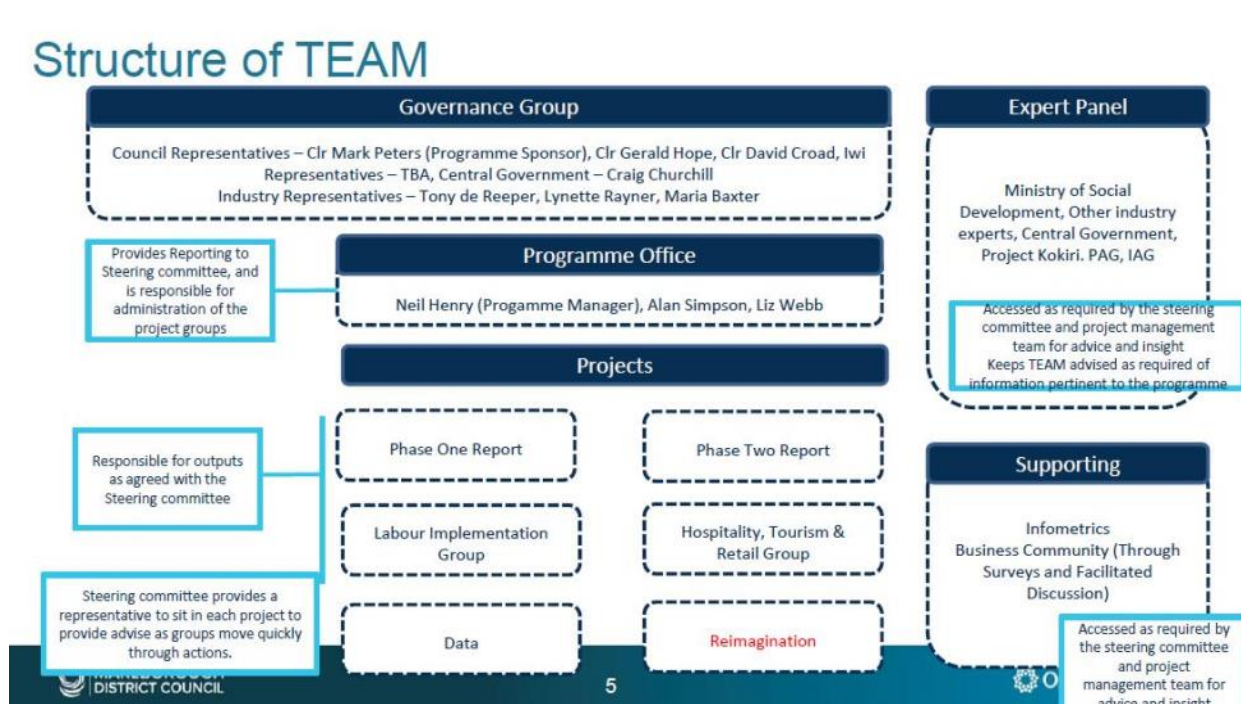 Structure of TEAM
Governance Group
Council Representatives – Clr Mark Peters (Programme Sponsor), Clr Gerald Hope, Clr David Croad, Iwi
Representatives – TBA, Central Government – Craig Churchill
Industry Representatives – Tony de Reeper, Lynette Rayner, Maria Baxter
Provides Reporting to
Steering committee, and
is responsible for
administration of the
project groups
Programme Office
Neil Henry (Progamme Manager), Alan Simpson, Liz Webb
Projects
Responsible for outputs
as agreed with the
Steering committee
Steering committee provides a
representative to sit in each project to
provide advise as groups move quickly
through actions.
Phase One Report
Phase Two Report
Labour Implementation
Group
Hospitality, Tourism &
Retail Group
Data
Reimagination
Expert Panel
Ministry of Social
Development, Other industry
experts, Central Government,
Project Kokiri. PAG, IAG
Accessed as required by the steering
committee and project management
team for advice and insight
Keeps TEAM advised as required of
information pertinent to the programme
Supporting
Infometrics
Business Community (Through
Surveys and Facilitated
Discussion)
Accessed as required by
the steering committee
and project
management team for
advice and insight
DISTRICT COUNCIL
5